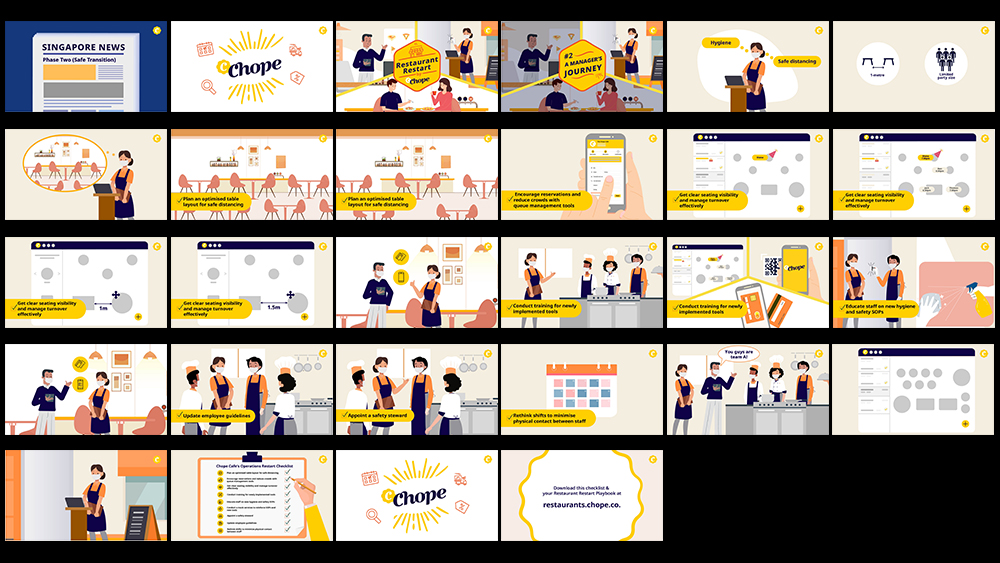 SINGAPORE NEWS
Phase Two (Safe Transition)
Chope
Restaurant
Restart
Chope
#2
A MANAGER'S
JOURNEY
Hygiene
Safe distancing
1-metre
Limited
party size
Plan an optimised table
layout for safe distancing
Plan an optimised table
layout for safe distancing
Encourage reservations and
reduce crowds with
queue management tools
Get clear seating visibility
and manage turnover
effectively
Get clear seating visibility
and manage turnover
effectively
Get clear seating visibility
and manage turnover
effectively
1m
Get clear seating visibility
and manage turnover
effectively
1.5m
Conduct training for newly
implemented tools
Chope
Conduct training for newly
implemented tools
Educate staff on new hygiene
and safety SOPs
Update employee guidelines
Appoint a safety steward
Rethink shifts to minimise
physical contact between staff
You guys are
team A!
Chope Cafe's Operations Restart Checklist
Chope
Download this checklist &
your Restaurant Restart Playbook at
restaurants.chope.co.